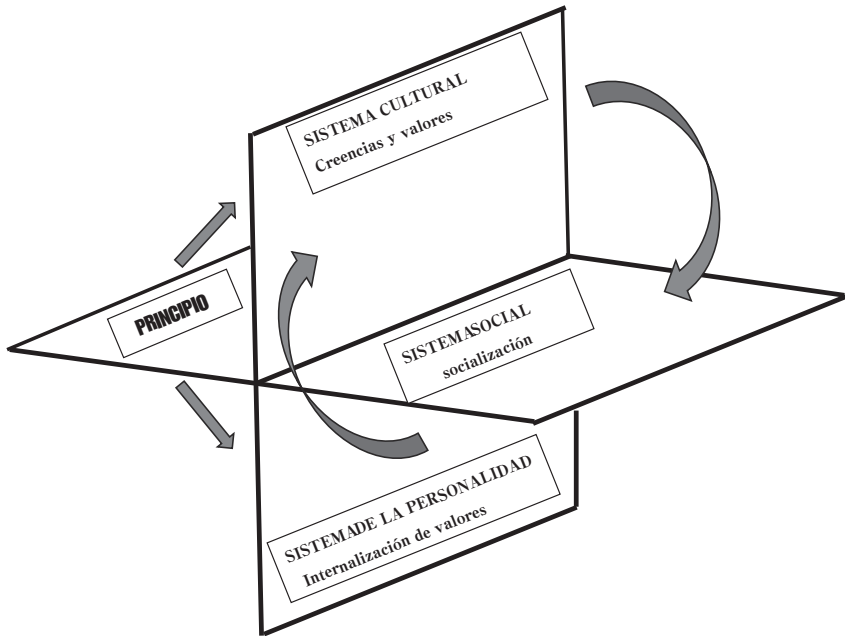 SISTEMA CULTURAL
Creencias y valores
PRINCIPIO
SISTEMASOCIAL
socialización
SISTEMADE LA PERSONALIDAD
Internalización de valores